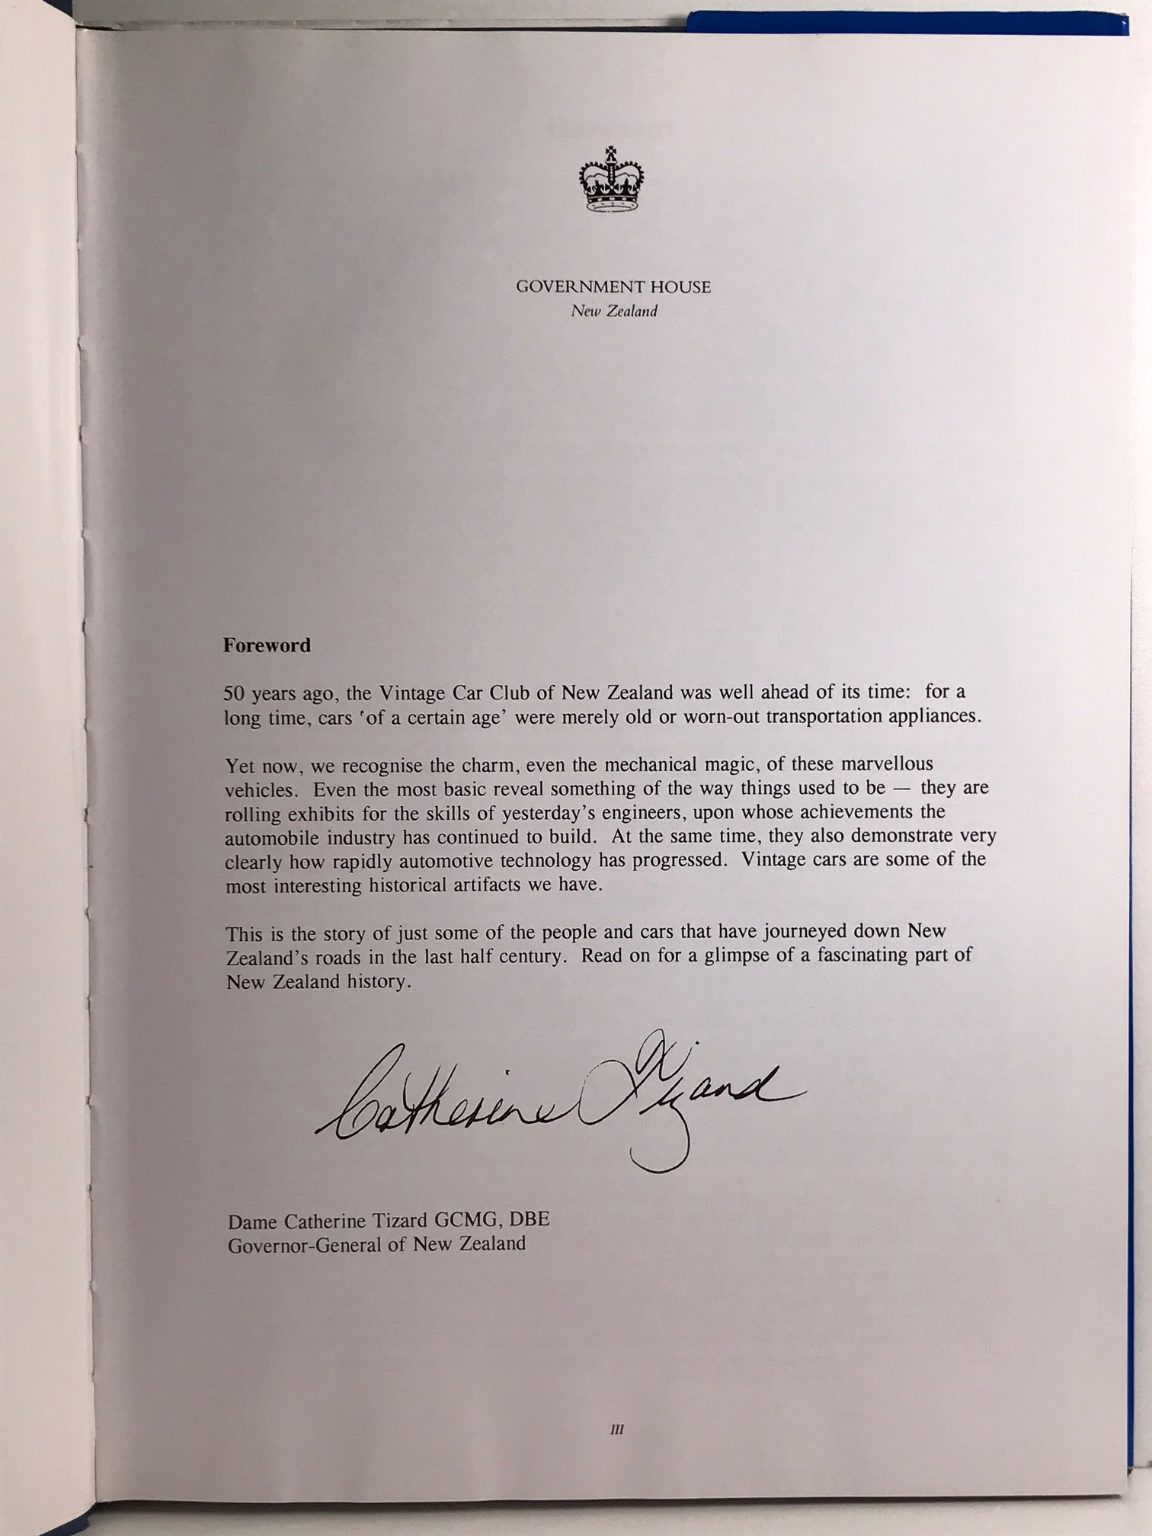 GOVERNMENT HOUSE
New Zealand
Foreword
50 years ago, the Vintage Car Club of New Zealand was well ahead of its time: for a
long time, cars ‘of a certain age’ were merely old or worn-out transportation appliances.
Yet now, we recognise the charm, even the mechanical magic, of these marvellous
vehicles. Even the most basic reveal something of the way things used to be — they are
rolling exhibits for the skills of yesterday’s engineers, upon whose achievements the
automobile industry has continued to build. At the same time, they also demonstrate very
clearly how rapidly automotive technology has progressed. Vintage cars are some of the
most interesting historical artifacts we have.
This is the story of just some of the people and cars that have journeyed down New
Zealand’s roads in the last half century. Read on for a glimpse of a fascinating part of
New Zealand history.
Catherine Tizard
Dame Catherine Tizard GCMG, DBE
Governor-General of New Zealand
III